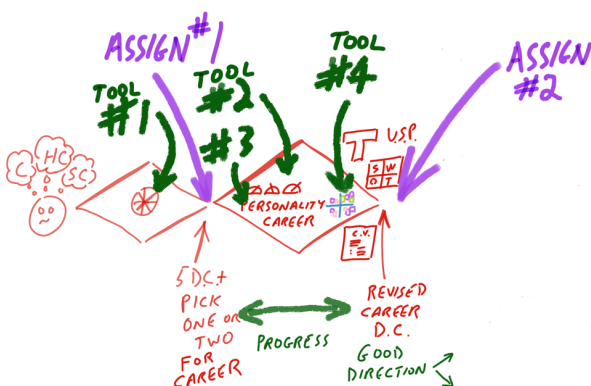 ASSIGN #1
TOOL #1
TOOL #2
#3
TOOL #4
ASSIGN #2
C
HC
SC
T
U.S.P.
S W
O T
PERSONALITY
CAREER
C.V.
5 D.C.+
PICK
ONE OR
TWO
FOR
CAREER
PROGRESS
REVISED
CAREER
D.C.
GOOD
DIRECTION